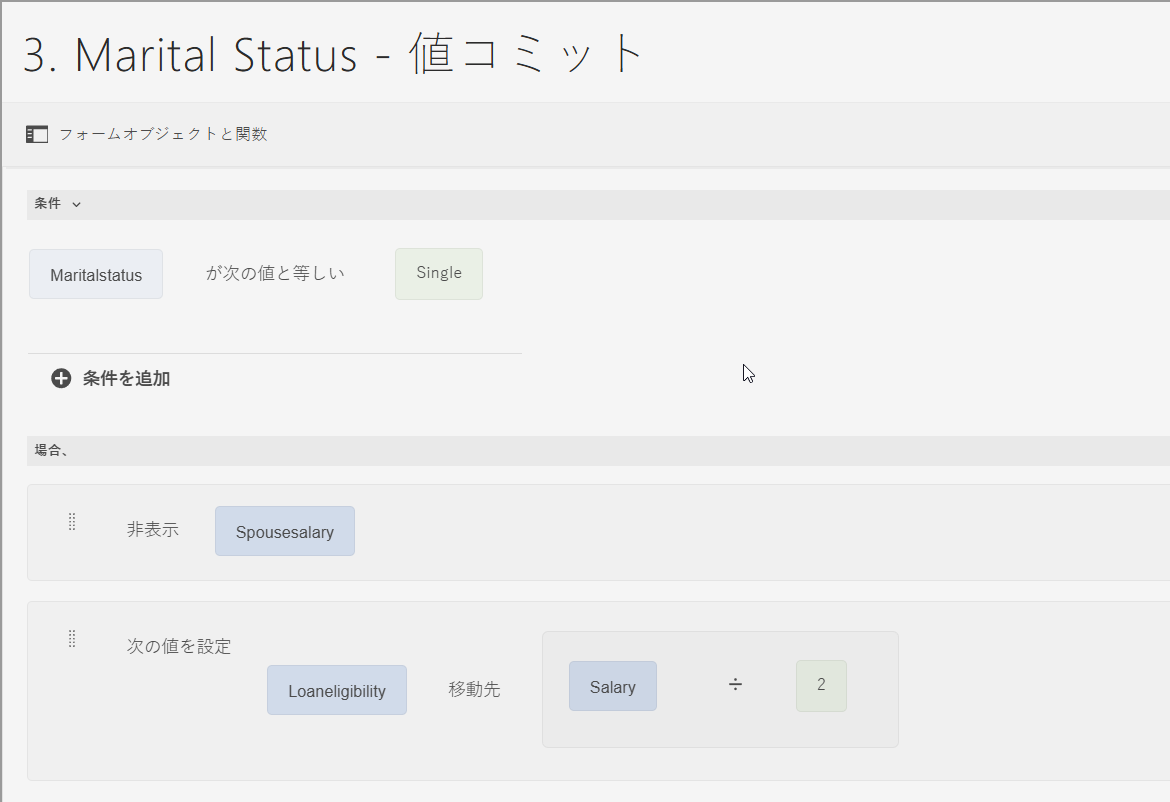 3. Marital Status - 値コミット
フォームオブジェクトと関数
条件
Maritalstatus が次の値と等しい Single
条件を追加
場合、
非表示 Spousesalary
次の値を設定
Loaneligibility 移動先 Salary ÷ 2